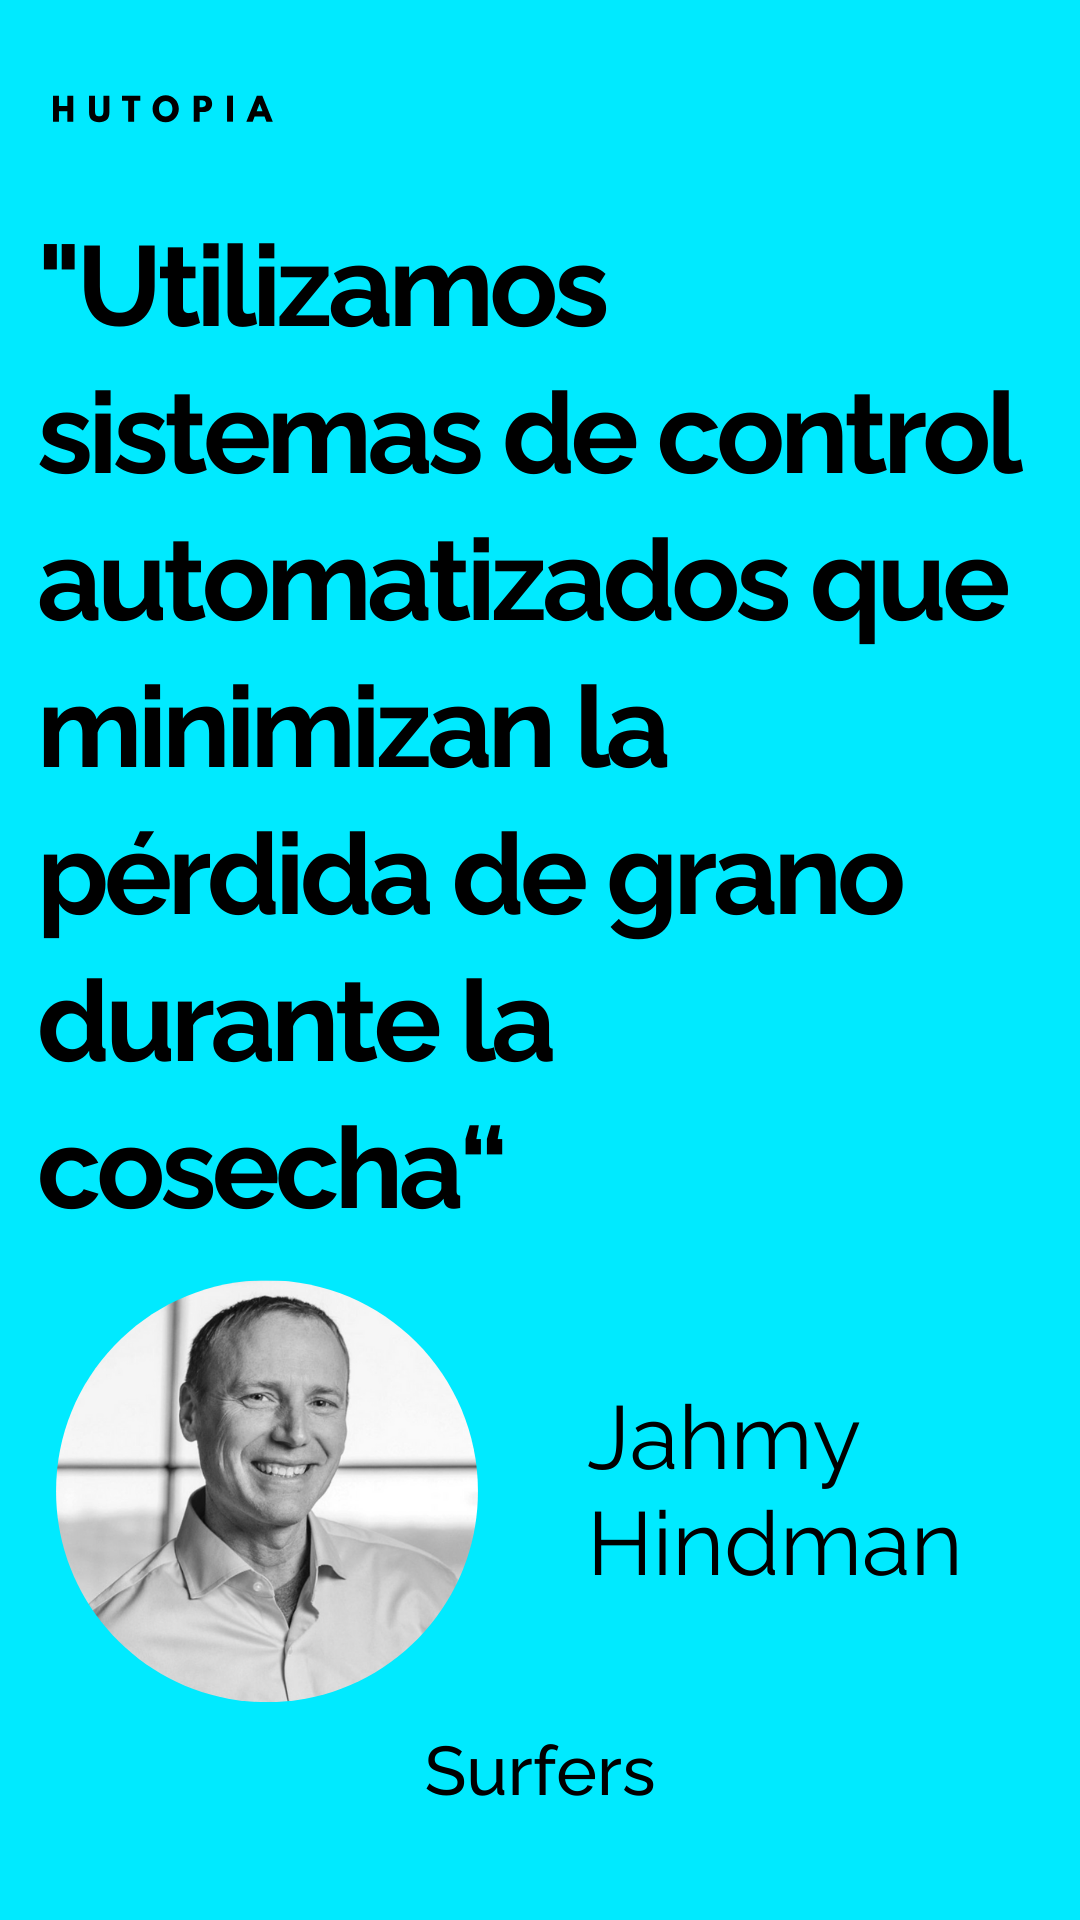 HUTOPIA
"Utilizamos
sistemas de control
automatizados que
minimizan la
pérdida de grano
durante la
cosecha“
Jahmy
Hindman
Surfers